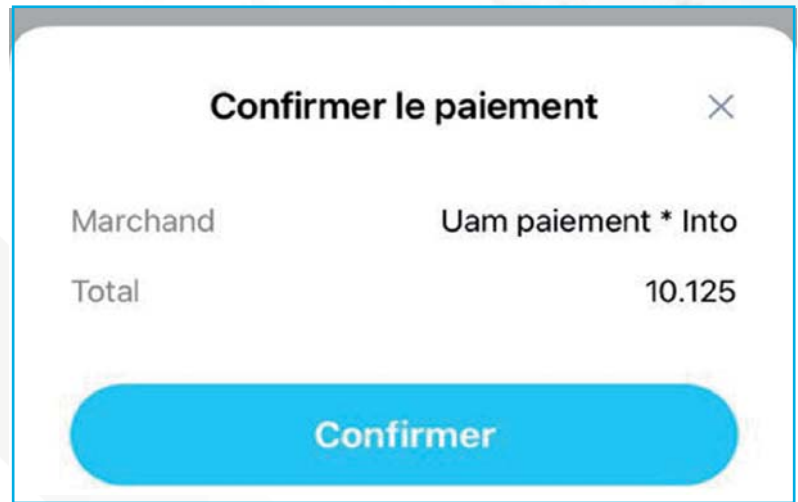 Confirmer le paiement
Marchand Uam paiement * Into
Total 10.125
Confirmer